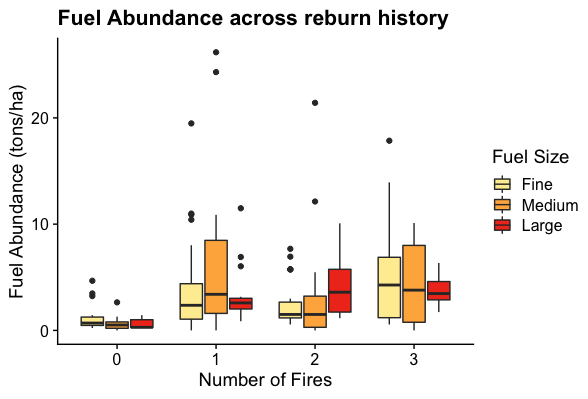 Fuel Abundance across reburn history
Fuel Abundance (tons/ha)
20
10
0
0 1 2 3
Number of Fires
Fuel Size
Fine
Medium
Large